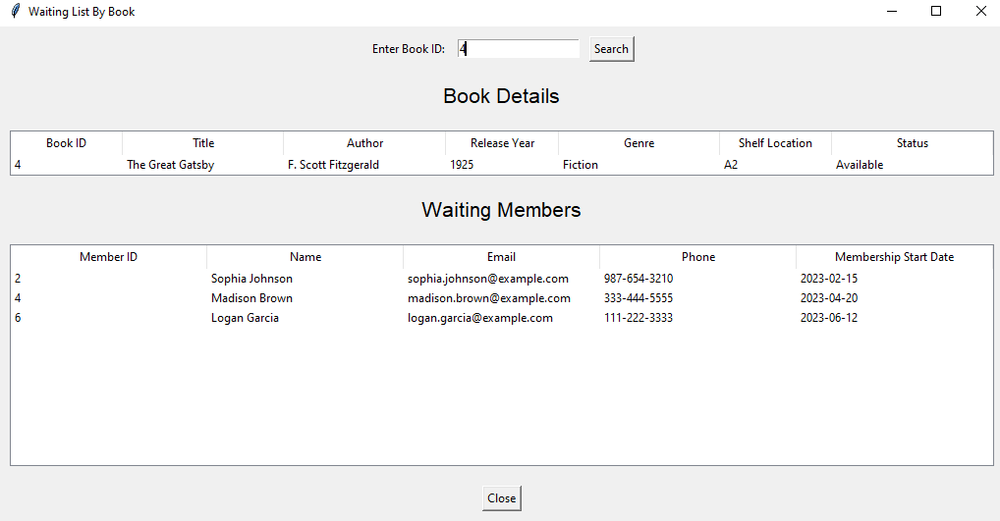 Waiting List By Book
Enter Book ID: 4 Search
Book Details
Book ID Title Author Release Year Genre Shelf Location Status
4 The Great Gatsby F. Scott Fitzgerald 1925 Fiction A2 Available
Waiting Members
Member ID Name Email Phone Membership Start Date
2 Sophia Johnson sophia.johnson@example.com 987-654-3210 2023-02-15
4 Madison Brown madison.brown@example.com 333-444-5555 2023-04-20
6 Logan Garcia logan.garcia@example.com 111-222-3333 2023-06-12
Close